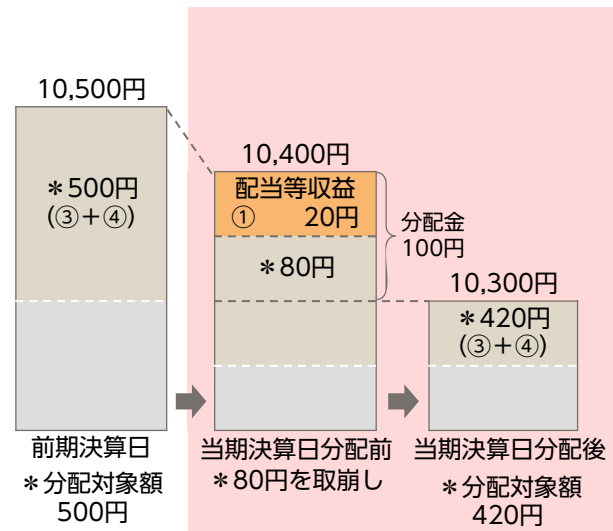 10,500円
＊500円
(③＋④)
前期決算日
＊分配対象額
500円
10,400円
配当等収益
① 20円
＊80円
分配金
100円
当期決算日分配前
＊80円を取崩し
10,300円
＊420円
(③＋④)
当期決算日分配後
＊分配対象額
420円